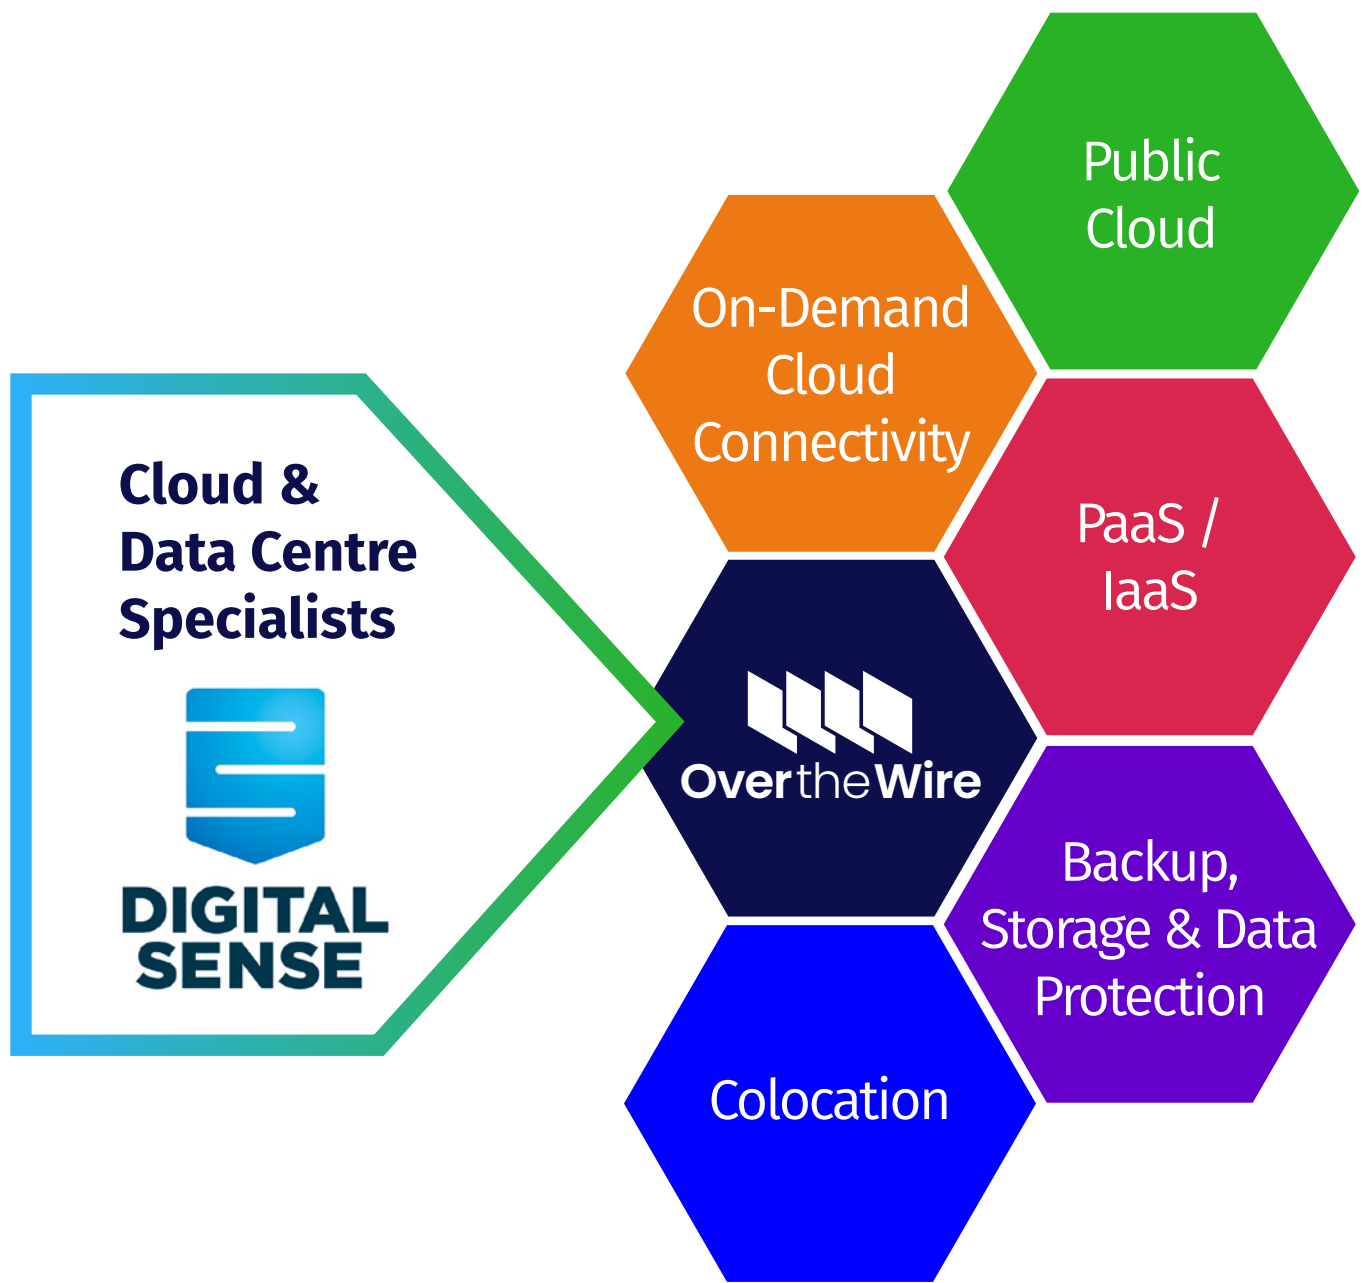 Cloud &
Data Centre
Specialists
DIGITAL
SENSE
Public
Cloud
On-Demand
Cloud
Connectivity
PaaS /
IaaS
OvertheWire
Backup,
Storage & Data
Protection
Colocation